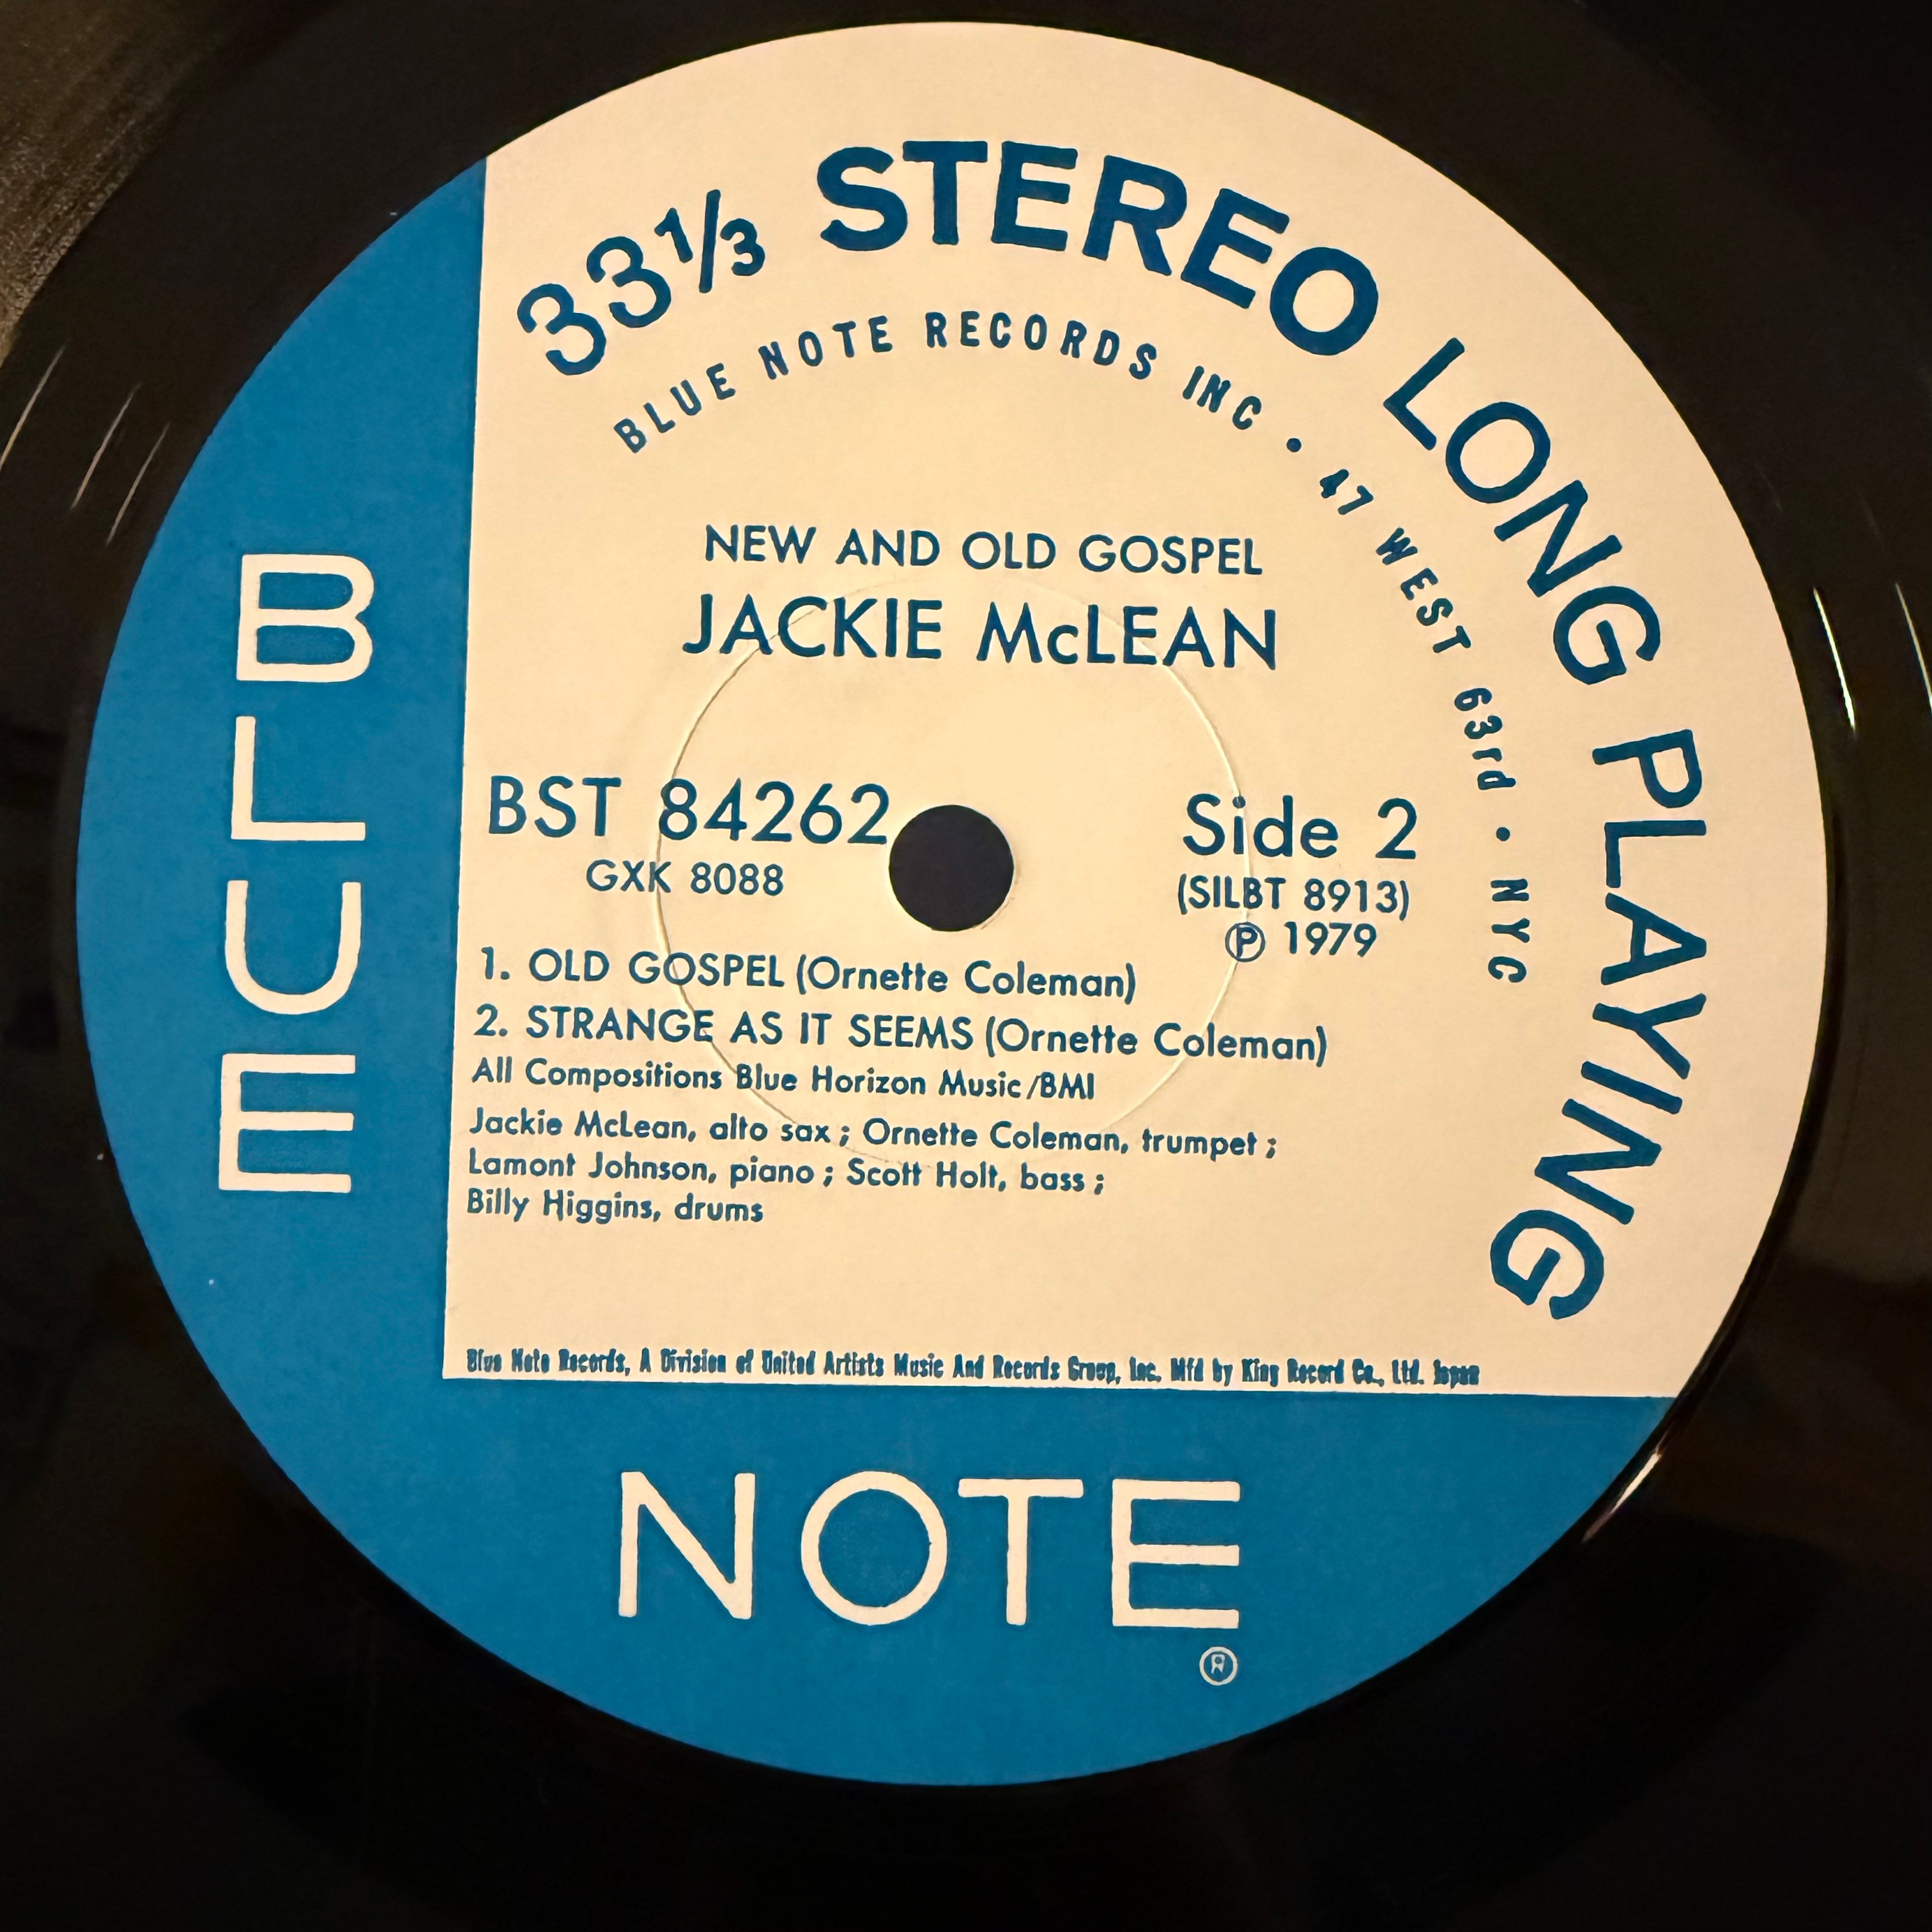 33⅓ STEREO LONG PLAYING
BLUE NOTE RECORDS INC • 47 WEST 63rd • NYC
NEW AND OLD GOSPEL
JACKIE McLEAN
BST 84262
GXK 8088
Side 2
(SILBT 8913)
Ⓟ 1979
1. OLD GOSPEL (Ornette Coleman)
2. STRANGE AS IT SEEMS (Ornette Coleman)
All Compositions Blue Horizon Music/BMI
Jackie McLean, alto sax ; Ornette Coleman, trumpet ;
Lamont Johnson, piano ; Scott Holt, bass ;
Billy Higgins, drums
Blue Note Records, A Division of United Artists Music And Records Group, Inc. Mfd by King Record Co., Ltd. Japan
BLUE
NOTE
®